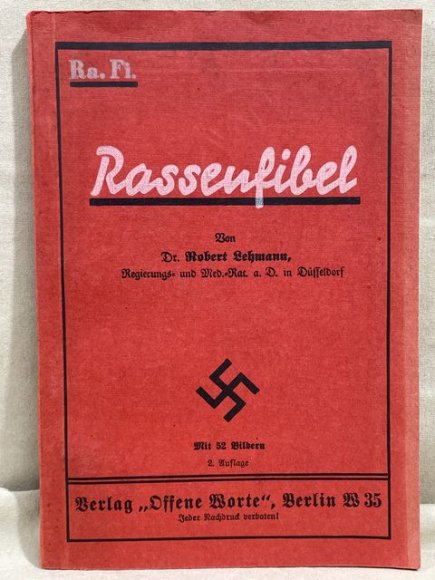 Ra. Fi.
Rassenfibel
Von
Dr. Robert Lehmann,
Regierungs- und Med.-Rat. a. D. in Düsseldorf
Mit 52 Bildern
2. Auflage
Verlag „Offene Worte“, Berlin W 35
Jeder Nachdruck verboten!